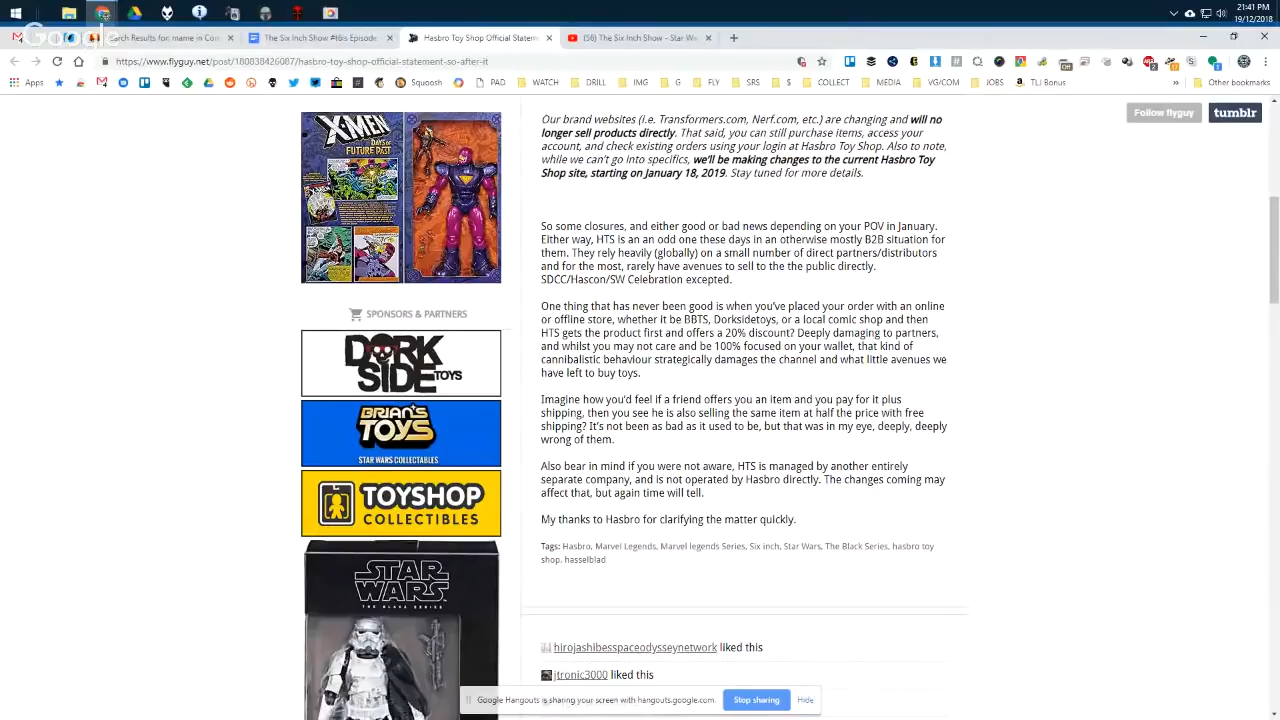 21:41 PM
19/12/2018
arch Results for mame in Com
The Six Inch Show #t6is Episode
Hasbro Toy Shop Official Statem
(56) The Six Inch Show - Star We
https://www.flyguy.net/post/180838426087/hasbro-toy-shop-official-statement-so-after-it
Apps
Squoosh
PAD
WATCH
DRILL
IMG
G
FLY
SRS
$
COLLECT
MEDIA
VG/COM
JOBS
TLJ Bonus
»
Other bookmarks
Follow flyguy
tumblr
X-MEN
DAYS OF
FUTURE PAST
SPONSORS & PARTNERS
DORK
SIDE TOYS
BRIAN'S
TOYS
STAR WARS COLLECTABLES
TOYSHOP
COLLECTIBLES
STAR
WARS
THE BLACK SERIES
Our brand websites (i.e. Transformers.com, Nerf.com, etc.) are changing and will no
longer sell products directly. That said, you can still purchase items, access your
account, and check existing orders using your login at Hasbro Toy Shop. Also to note,
while we can't go into specifics, we'll be making changes to the current Hasbro Toy
Shop site, starting on January 18, 2019. Stay tuned for more details.
So some closures, and either good or bad news depending on your POV in January.
Either way, HTS is an an odd one these days in an otherwise mostly B2B situation for
them. They rely heavily (globally) on a small number of direct partners/distributors
and for the most, rarely have avenues to sell to the the public directly.
SDCC/Hascon/SW Celebration excepted.
One thing that has never been good is when you've placed your order with an online
or offline store, whether it be BBTS, Dorksidetoys, or a local comic shop and then
HTS gets the product first and offers a 20% discount? Deeply damaging to partners,
and whilst you may not care and be 100% focused on your wallet, that kind of
cannibalistic behaviour strategically damages the channel and what little avenues we
have left to buy toys.
Imagine how you'd feel if a friend offers you an item and you pay for it plus
shipping, then you see he is also selling the same item at half the price with free
shipping? It's not been as bad as it used to be, but that was in my eye, deeply, deeply
wrong of them.
Also bear in mind if you were not aware, HTS is managed by another entirely
separate company, and is not operated by Hasbro directly. The changes coming may
affect that, but again time will tell.
My thanks to Hasbro for clarifying the matter quickly.
Tags: Hasbro, Marvel Legends, Marvel legends Series, Six inch, Star Wars, The Black Series, hasbro toy
shop, hasselblad
hirojashibesspaceodysseynetwork liked this
jtronic3000 liked this
Google Hangouts is sharing your screen with hangouts.google.com.
Stop sharing
Hide